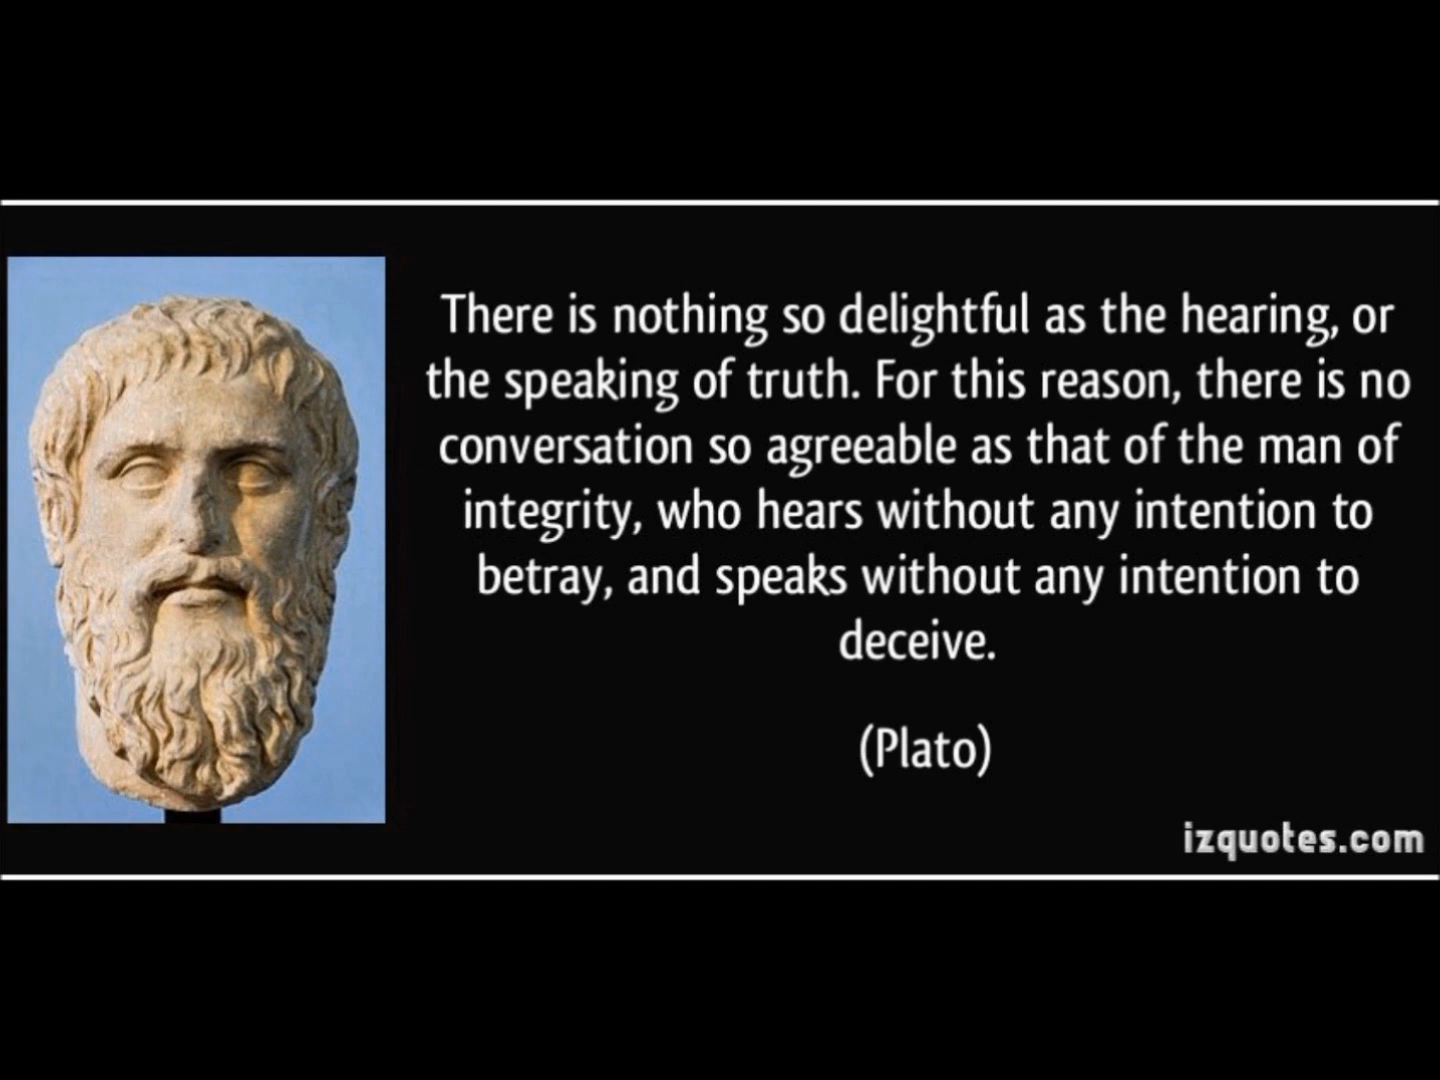 There is nothing so delightful as the hearing, or
the speaking of truth. For this reason, there is no
conversation so agreeable as that of the man of
integrity, who hears without any intention to
betray, and speaks without any intention to
deceive.
(Plato)
izquotes.com